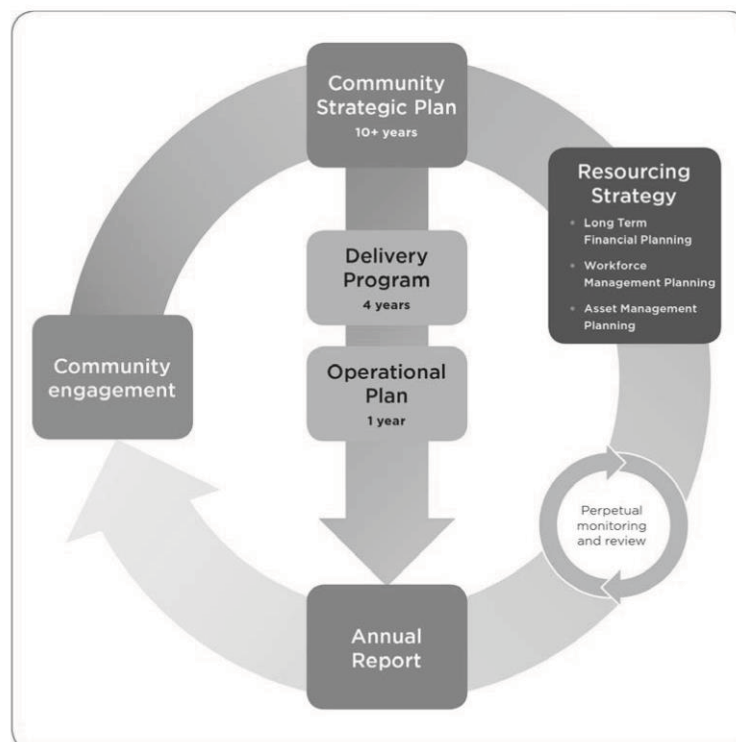 Community
Strategic Plan
10+ years
Resourcing
Strategy
• Long Term
Financial Planning
• Workforce
Management Planning
• Asset Management
Planning
Delivery
Program
4 years
Operational
Plan
1 year
Community
engagement
Perpetual
monitoring
and review
Annual
Report